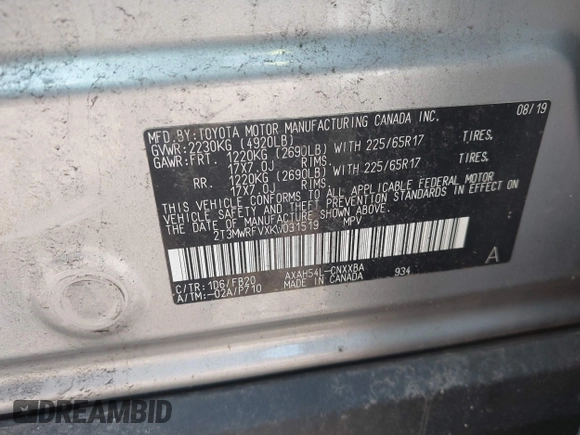 MFD.BY:TOYOTA MOTOR MANUFACTURING CANADA INC. 08/19
GVWR:2230KG (4920LB)
GAWR:FRT. 1220KG (2690LB) WITH 225/65R17 TIRES,
17X7.0J RIMS.
RR. 1220KG (2690LB) WITH 225/65R17 TIRES,
17X7.0J RIMS.
THIS VEHICLE CONFORMS TO ALL APPLICABLE FEDERAL MOTOR
VEHICLE SAFETY AND THEFT PREVENTION STANDARDS IN EFFECT ON
THE DATE OF MANUFACTURE SHOWN ABOVE.
2T3MWRFVXKW031519 MPV
A
C/TR:1D6/FB20 AXAH54L-CNXXBA 934
A/TM:-02A/P710 MADE IN CANADA
DREAMBID